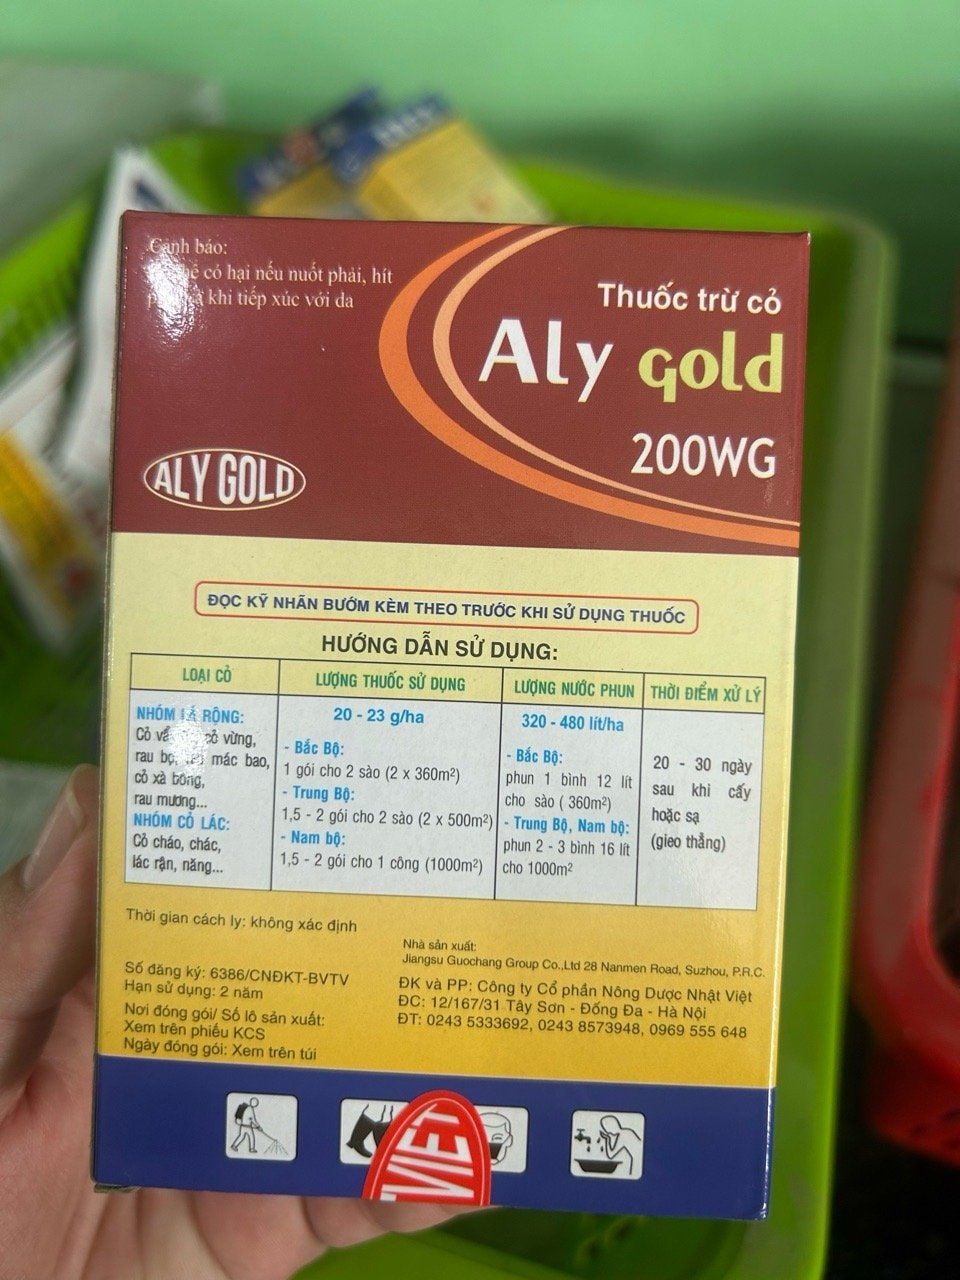 Cảnh báo:
có hại nếu nuốt phải, hít
khi tiếp xúc với da
Thuốc trừ cỏ
Aly gold
200WG
ALY GOLD
ĐỌC KỸ NHÃN BƯỚM KÈM THEO TRƯỚC KHI SỬ DỤNG THUỐC
HƯỚNG DẪN SỬ DỤNG:
LOẠI CỎ
LƯỢNG THUỐC SỬ DỤNG
LƯỢNG NƯỚC PHUN
THỜI ĐIỂM XỬ LÝ
NHÓM LÁ RỘNG:
Cỏ cỏ vừng,
rau mác bao,
cỏ xà bông,
rau mương...
NHÓM CỎ LÁC:
Cỏ cháo, chác,
lác rận, năng...
20 - 23 g/ha
- Bắc Bộ:
1 gói cho 2 sào (2 x 360m²)
- Trung Bộ:
1,5 - 2 gói cho 2 sào (2 x 500m²)
- Nam bộ:
1,5 - 2 gói cho 1 công (1000m²)
320 - 480 lít/ha
- Bắc Bộ:
phun 1 bình 12 lít
cho sào ( 360m²)
- Trung Bộ, Nam bộ:
phun 2 - 3 bình 16 lít
cho 1000m²
20 - 30 ngày
sau khi cấy
hoặc sạ
(gieo thẳng)
Thời gian cách ly: không xác định
Số đăng ký: 6386/CNĐKT-BVTV
Hạn sử dụng: 2 năm
Nơi đóng gói/ Số lô sản xuất:
Xem trên phiếu KCS
Ngày đóng gói: Xem trên túi
Nhà sản xuất:
Jiangsu Guochang Group Co.,Ltd 28 Nanmen Road, Suzhou, P.R.C.
ĐK và PP: Công ty Cổ phần Nông Dược Nhật Việt
ĐC: 12/167/31 Tây Sơn - Đống Đa - Hà Nội
ĐT: 0243 5333692, 0243 8573948, 0969 555 648
VIET